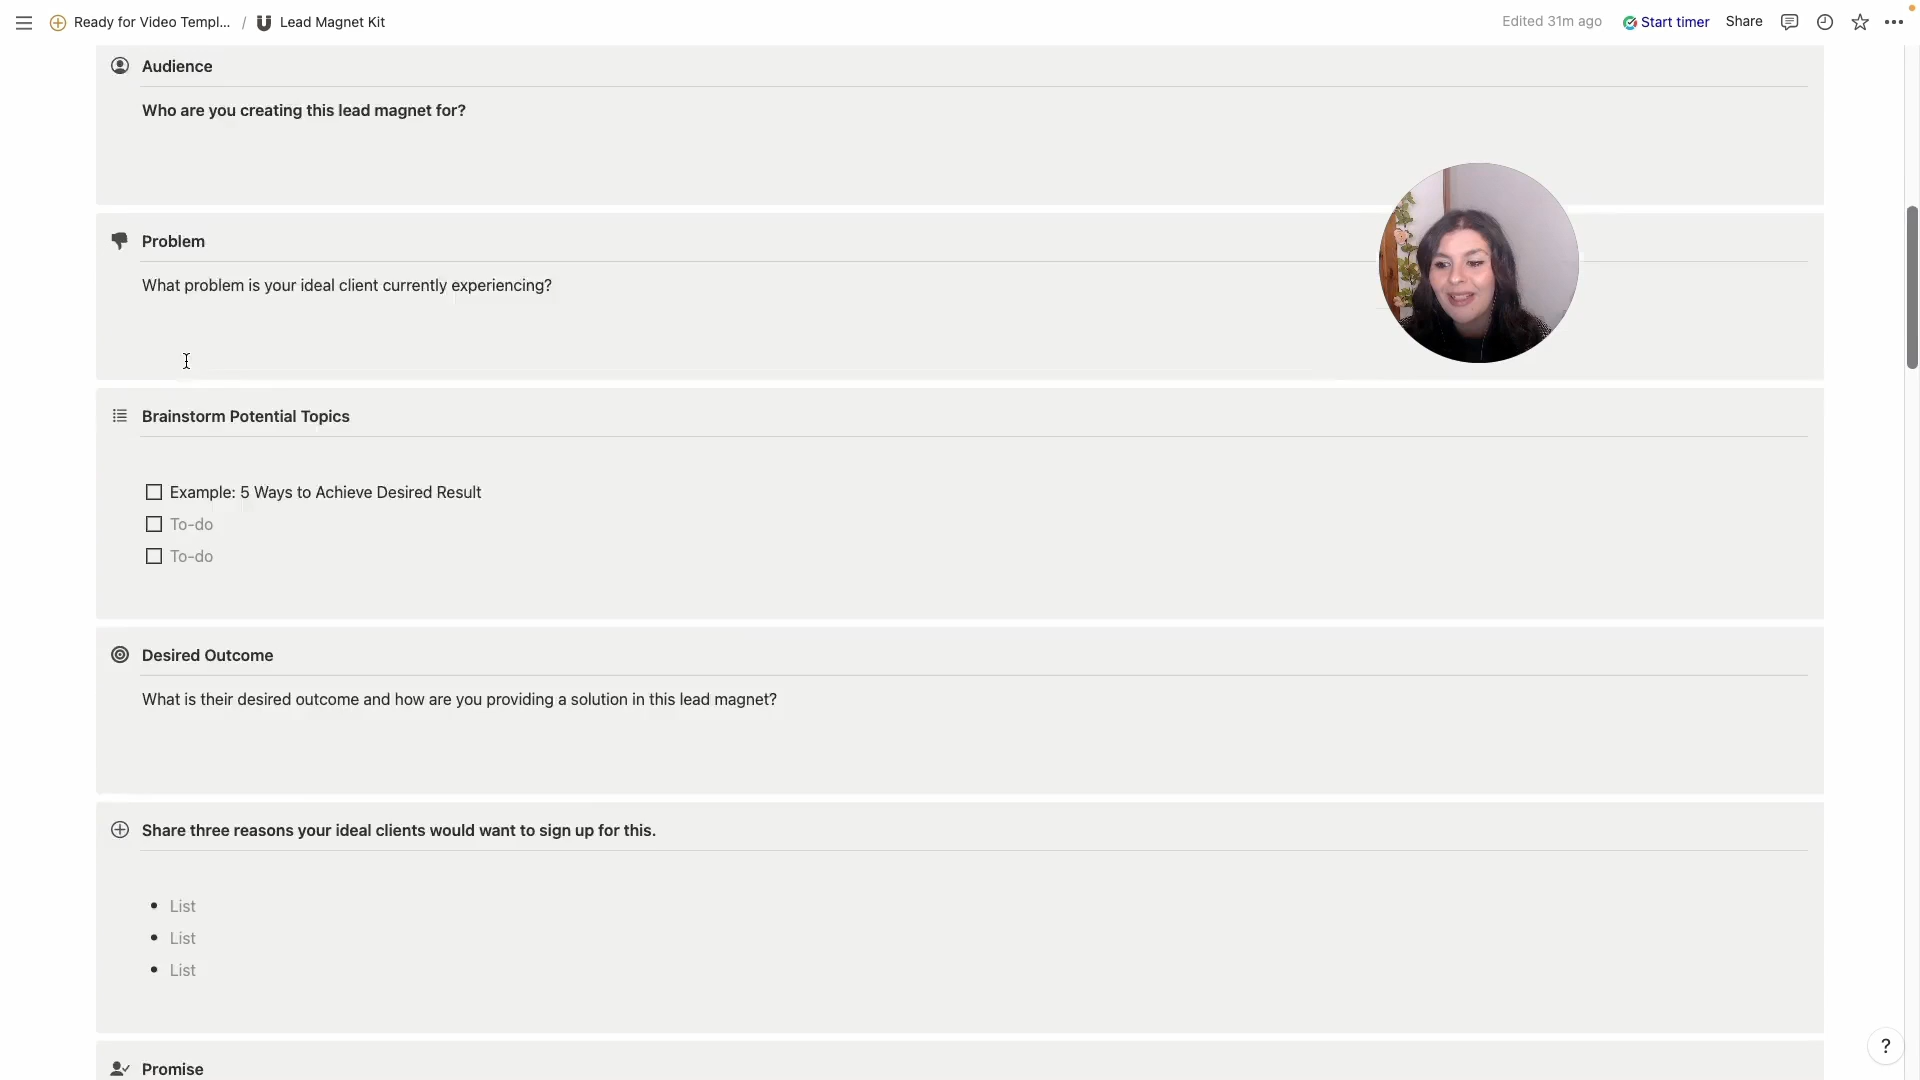 Ready for Video Templ... / Lead Magnet Kit
Edited 31m ago Start timer Share
Audience
Who are you creating this lead magnet for?
Problem
What problem is your ideal client currently experiencing?
Brainstorm Potential Topics
Example: 5 Ways to Achieve Desired Result
To-do
To-do
Desired Outcome
What is their desired outcome and how are you providing a solution in this lead magnet?
Share three reasons your ideal clients would want to sign up for this.
List
List
List
?
Promise